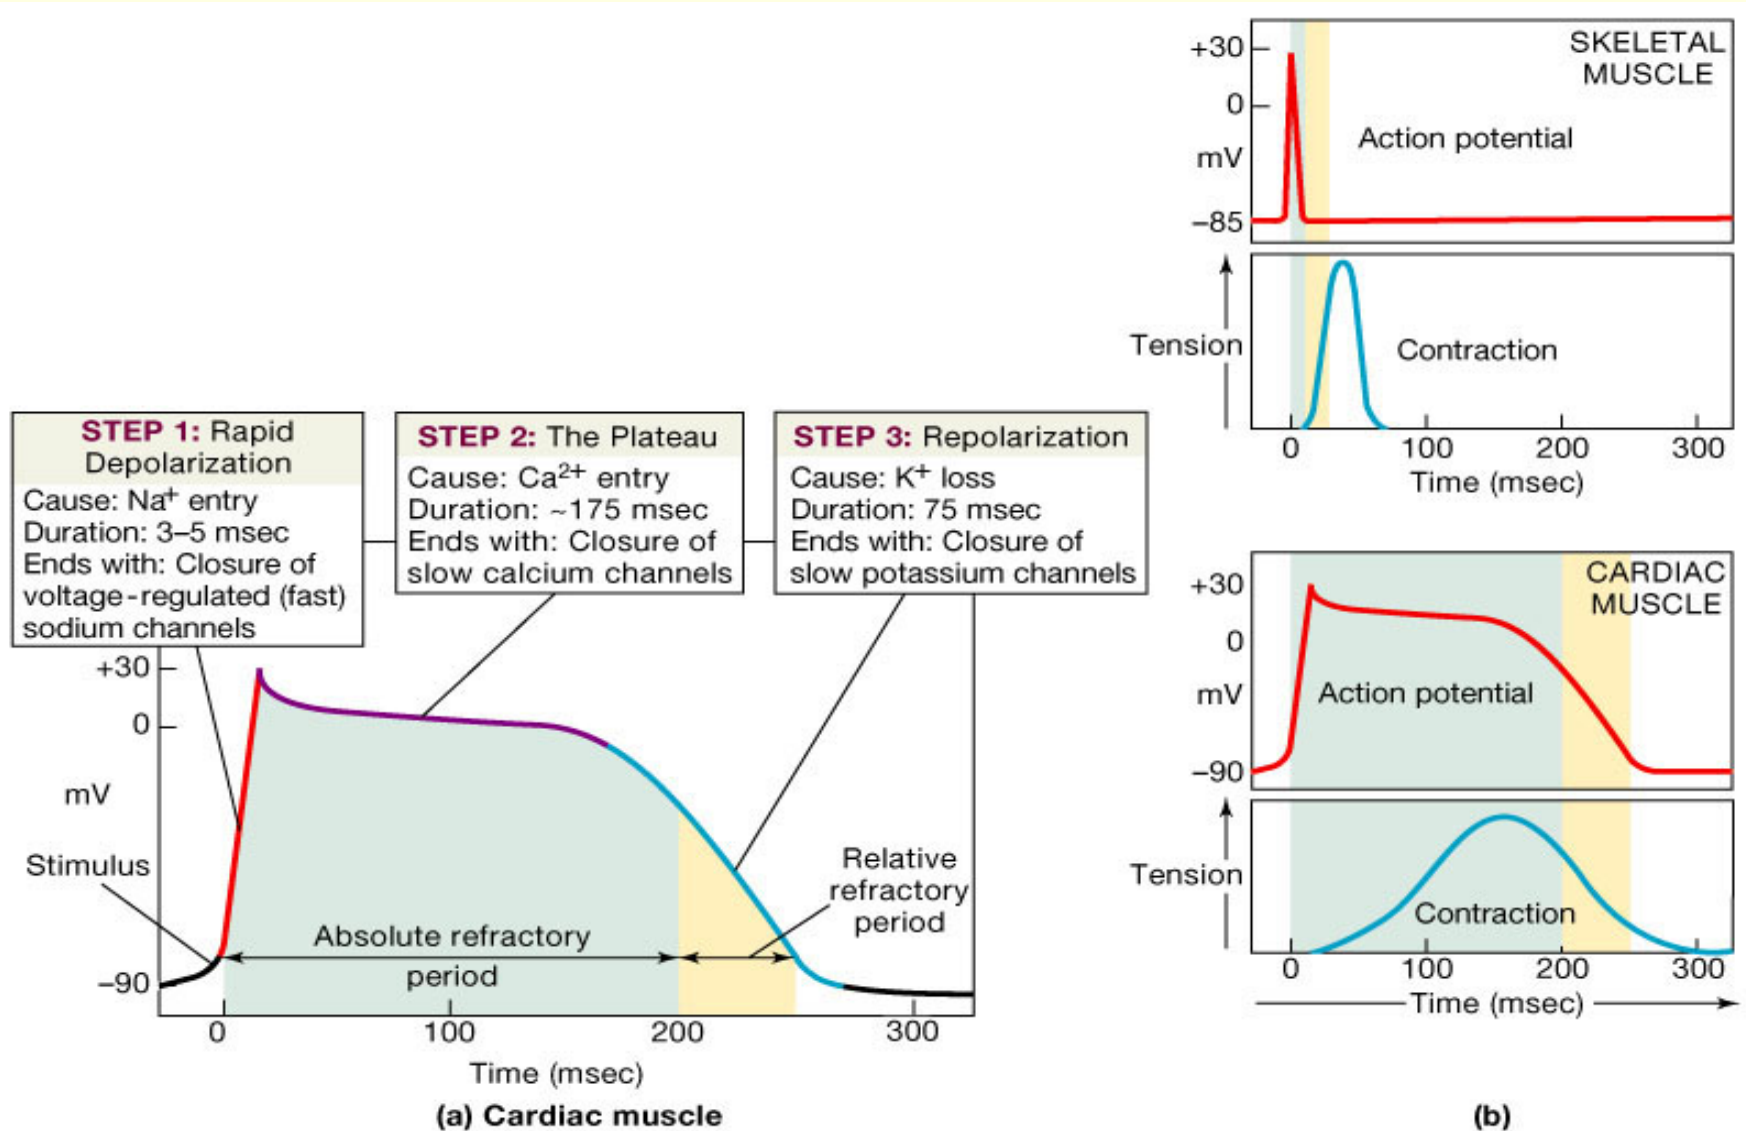 STEP 1: Rapid
Depolarization
Cause: Na+ entry
Duration: 3–5 msec
Ends with: Closure of
voltage-regulated (fast)
sodium channels
STEP 2: The Plateau
Cause: Ca2+ entry
Duration: ~175 msec
Ends with: Closure of
slow calcium channels
STEP 3: Repolarization
Cause: K+ loss
Duration: 75 msec
Ends with: Closure of
slow potassium channels
+30
0
mV
Stimulus
–90
Absolute refractory
period
Relative
refractory
period
0 100 200 300
Time (msec)
(a) Cardiac muscle
SKELETAL
MUSCLE
+30
0
mV
–85
Action potential
Tension
Contraction
0 100 200 300
Time (msec)
CARDIAC
MUSCLE
+30
0
mV
–90
Action potential
Tension
Contraction
0 100 200 300
Time (msec)
(b)